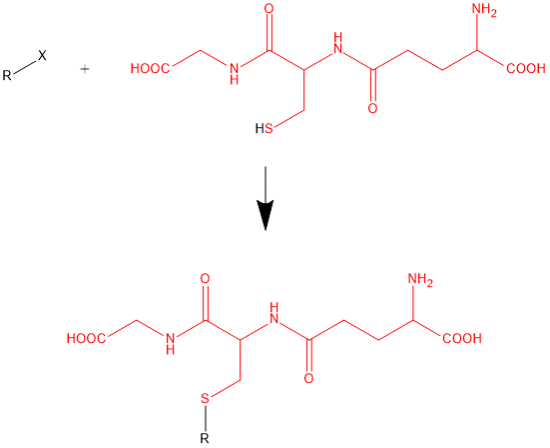 R X + HOOC O N H HS H N O NH2 COOH
HOOC O N H S R H N O NH2 COOH